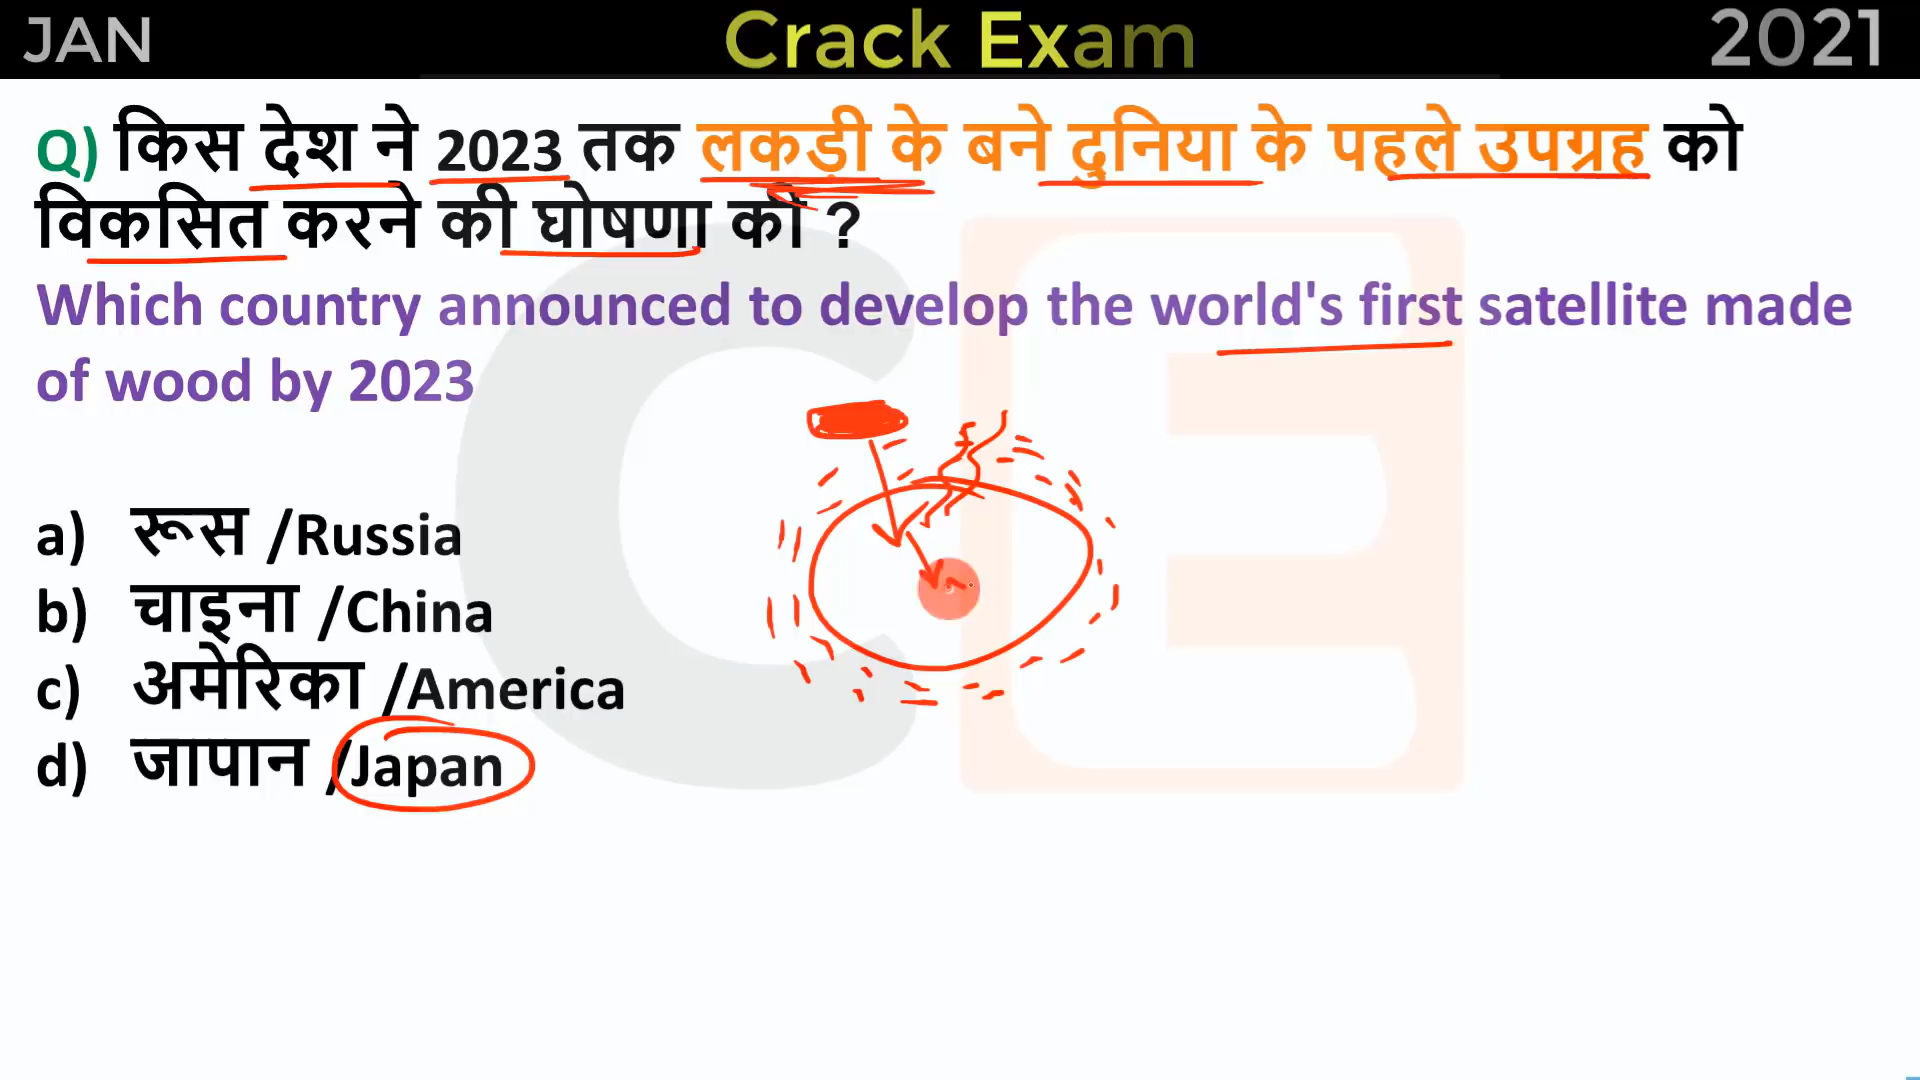 JAN Crack Exam 2021
Q) किस देश ने 2023 तक लकड़ी के बने दुनिया के पहले उपग्रह को
विकसित करने की घोषणा की ?
Which country announced to develop the world's first satellite made
of wood by 2023
a) रूस /Russia
b) चाइना /China
c) अमेरिका /America
d) जापान /Japan
CE